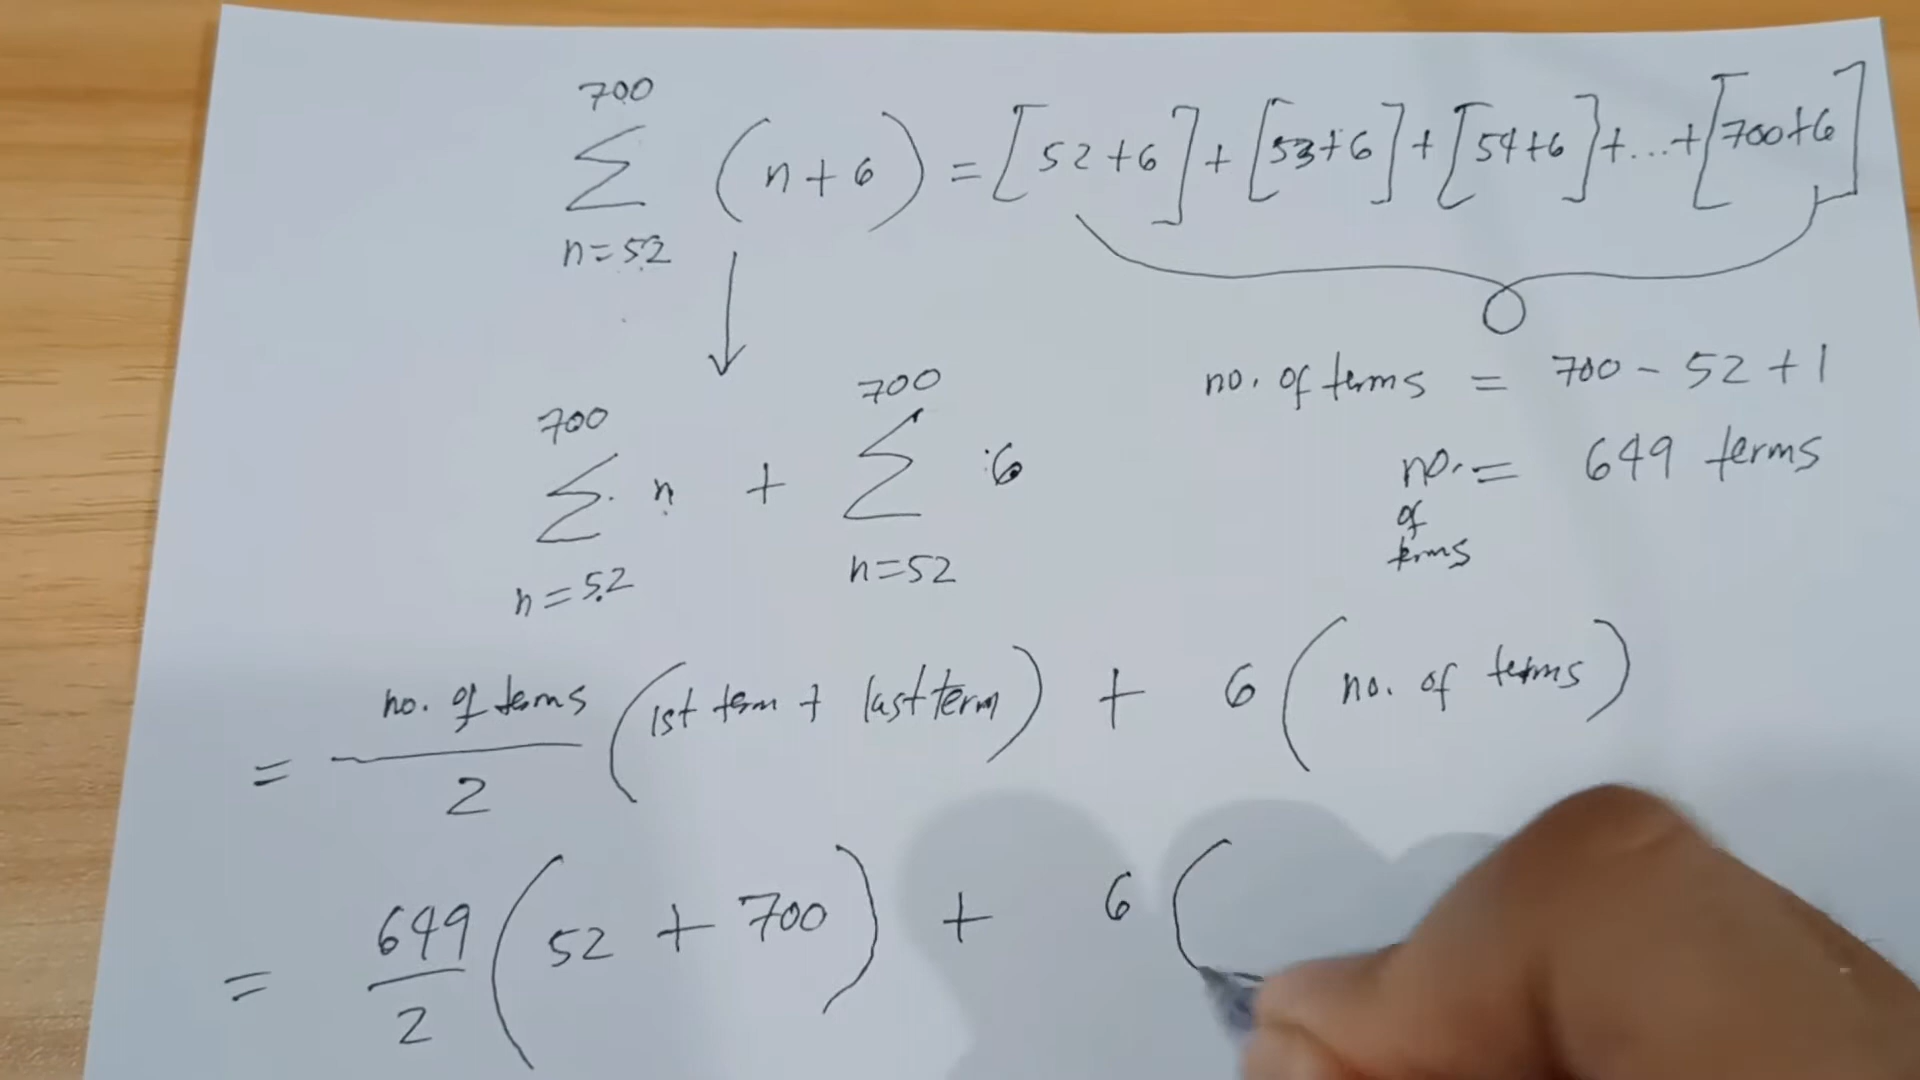 700
∑ (n+6) = [52+6] + [53+6] + [54+6] + ... + [700+6]
n=52
no. of terms = 700 - 52 + 1
700 700
∑ n + ∑ 6
n=52 n=52
no. of terms = 649 terms
= no. of terms / 2 (1st term + last term) + 6 (no. of terms)
= 649 / 2 (52 + 700) + 6 (